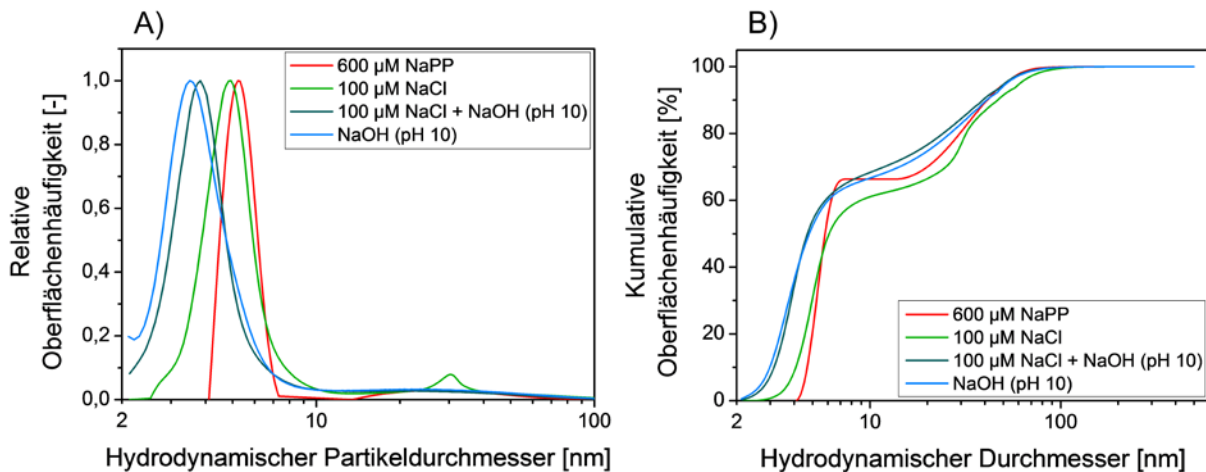 A)
Relative
Oberflächenhäufigkeit [-]
1,0
0,8
0,6
0,4
0,2
0,0
600 µM NaPP
100 µM NaCl
100 µM NaCl + NaOH (pH 10)
NaOH (pH 10)
2
10
100
Hydrodynamischer Partikeldurchmesser [nm]
B)
Kumulative
Oberflächenhäufigkeit [%]
100
80
60
40
20
0
600 µM NaPP
100 µM NaCl
100 µM NaCl + NaOH (pH 10)
NaOH (pH 10)
2
10
100
Hydrodynamischer Durchmesser [nm]